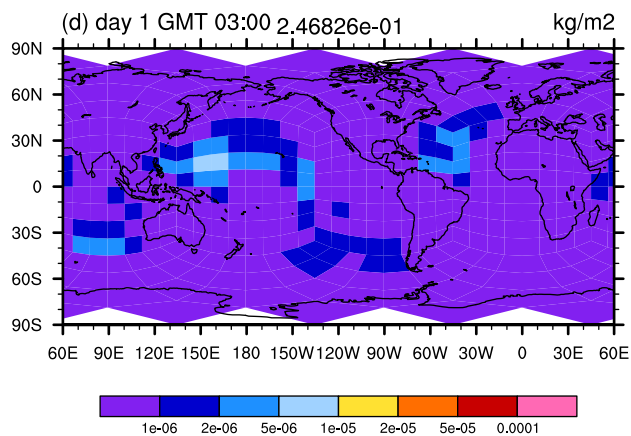 (d) day 1 GMT 03:00 2.46826e-01 kg/m2
90N
60N
30N
0
30S
60S
90S
60E 90E 120E 150E 180 150W 120W 90W 60W 30W 0 30E 60E
1e-06 2e-06 5e-06 1e-05 2e-05 5e-05 0.0001